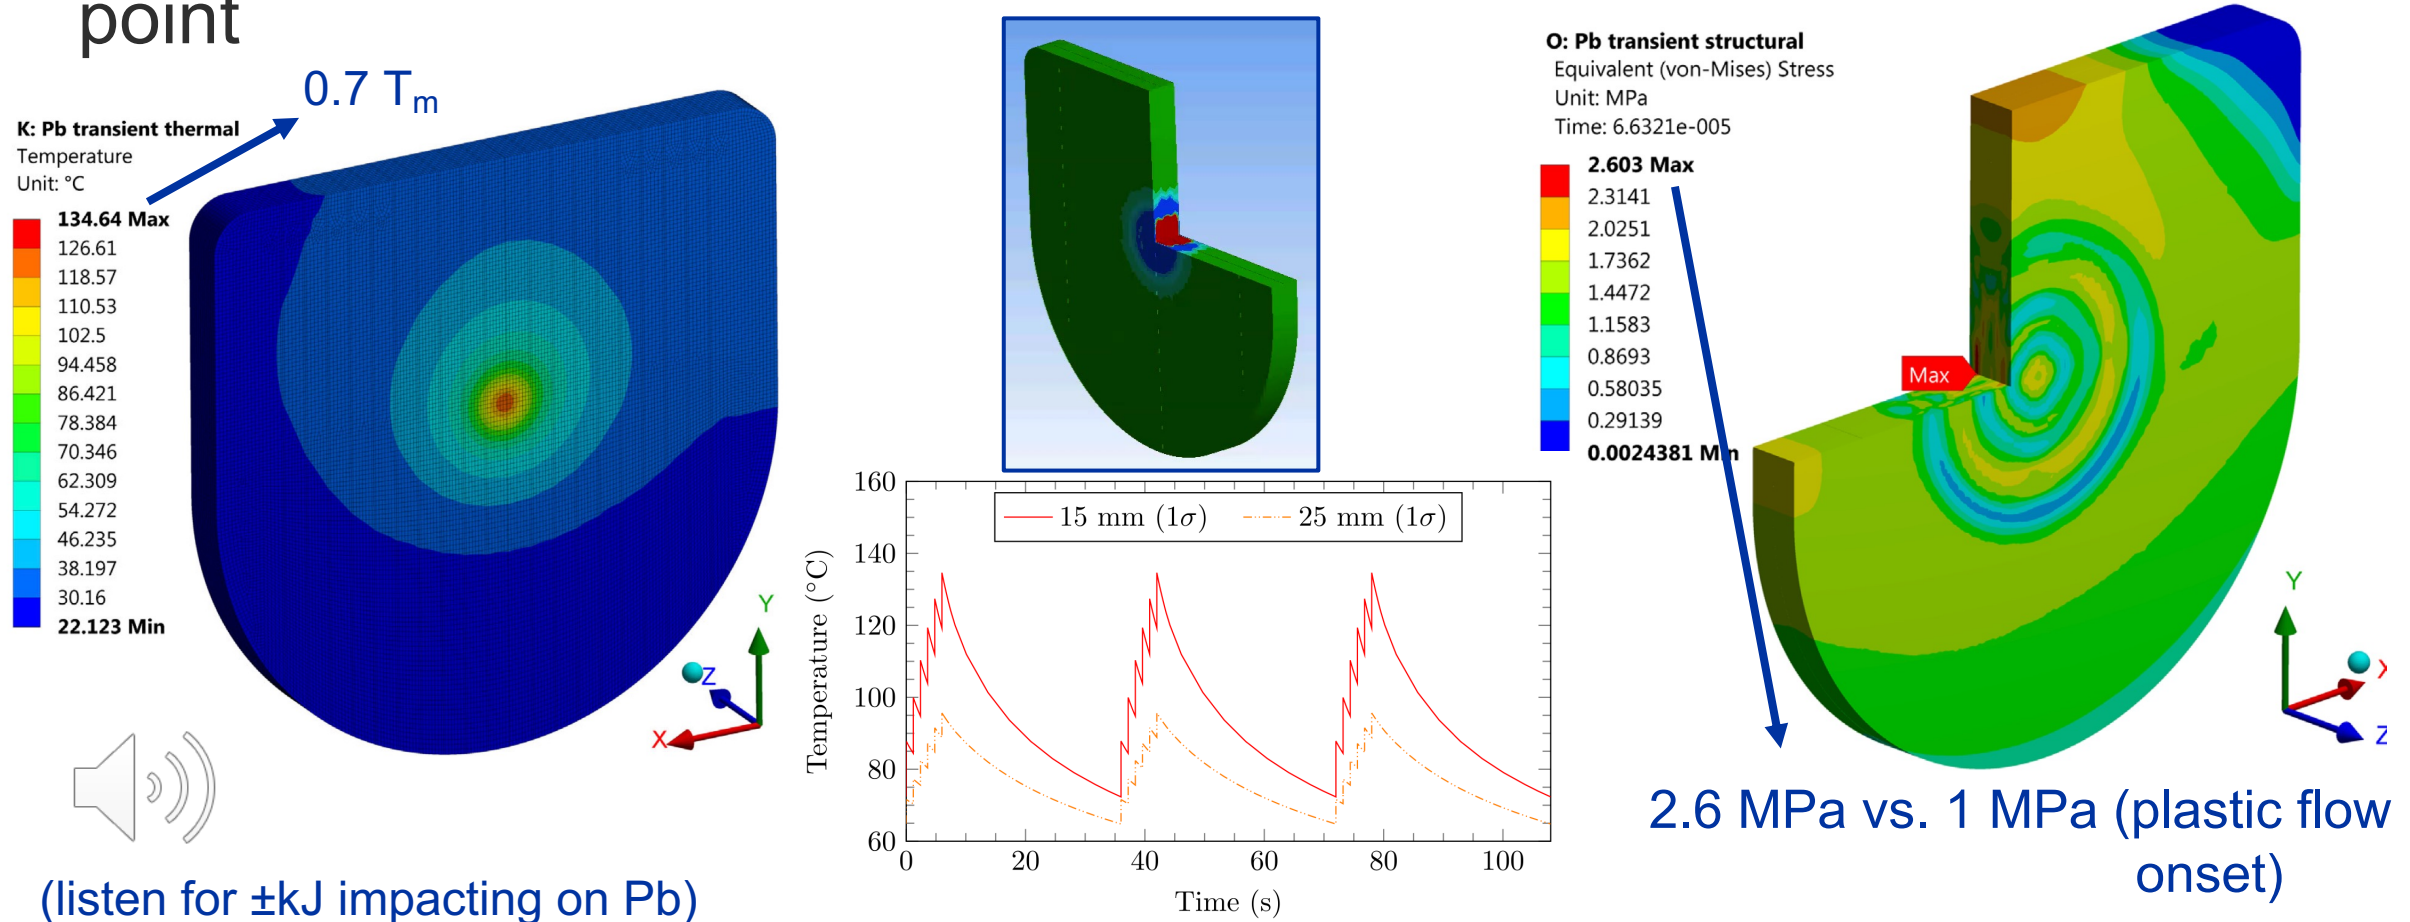 point
0.7 Tm
K: Pb transient thermal
Temperature
Unit: °C
134.64 Max
126.61
118.57
110.53
102.5
94.458
86.421
78.384
70.346
62.309
54.272
46.235
38.197
30.16
22.123 Min
Y
Z
X
(listen for ±kJ impacting on Pb)
160
140
120
100
80
60
0 20 40 60 80 100
Temperature (°C)
Time (s)
15 mm (1σ) 25 mm (1σ)
O: Pb transient structural
Equivalent (von-Mises) Stress
Unit: MPa
Time: 6.6321e-005
2.603 Max
2.3141
2.0251
1.7362
1.4472
1.1583
0.8693
0.58035
0.29139
0.0024381 Min
Max
Y
X
Z
2.6 MPa vs. 1 MPa (plastic flow
onset)